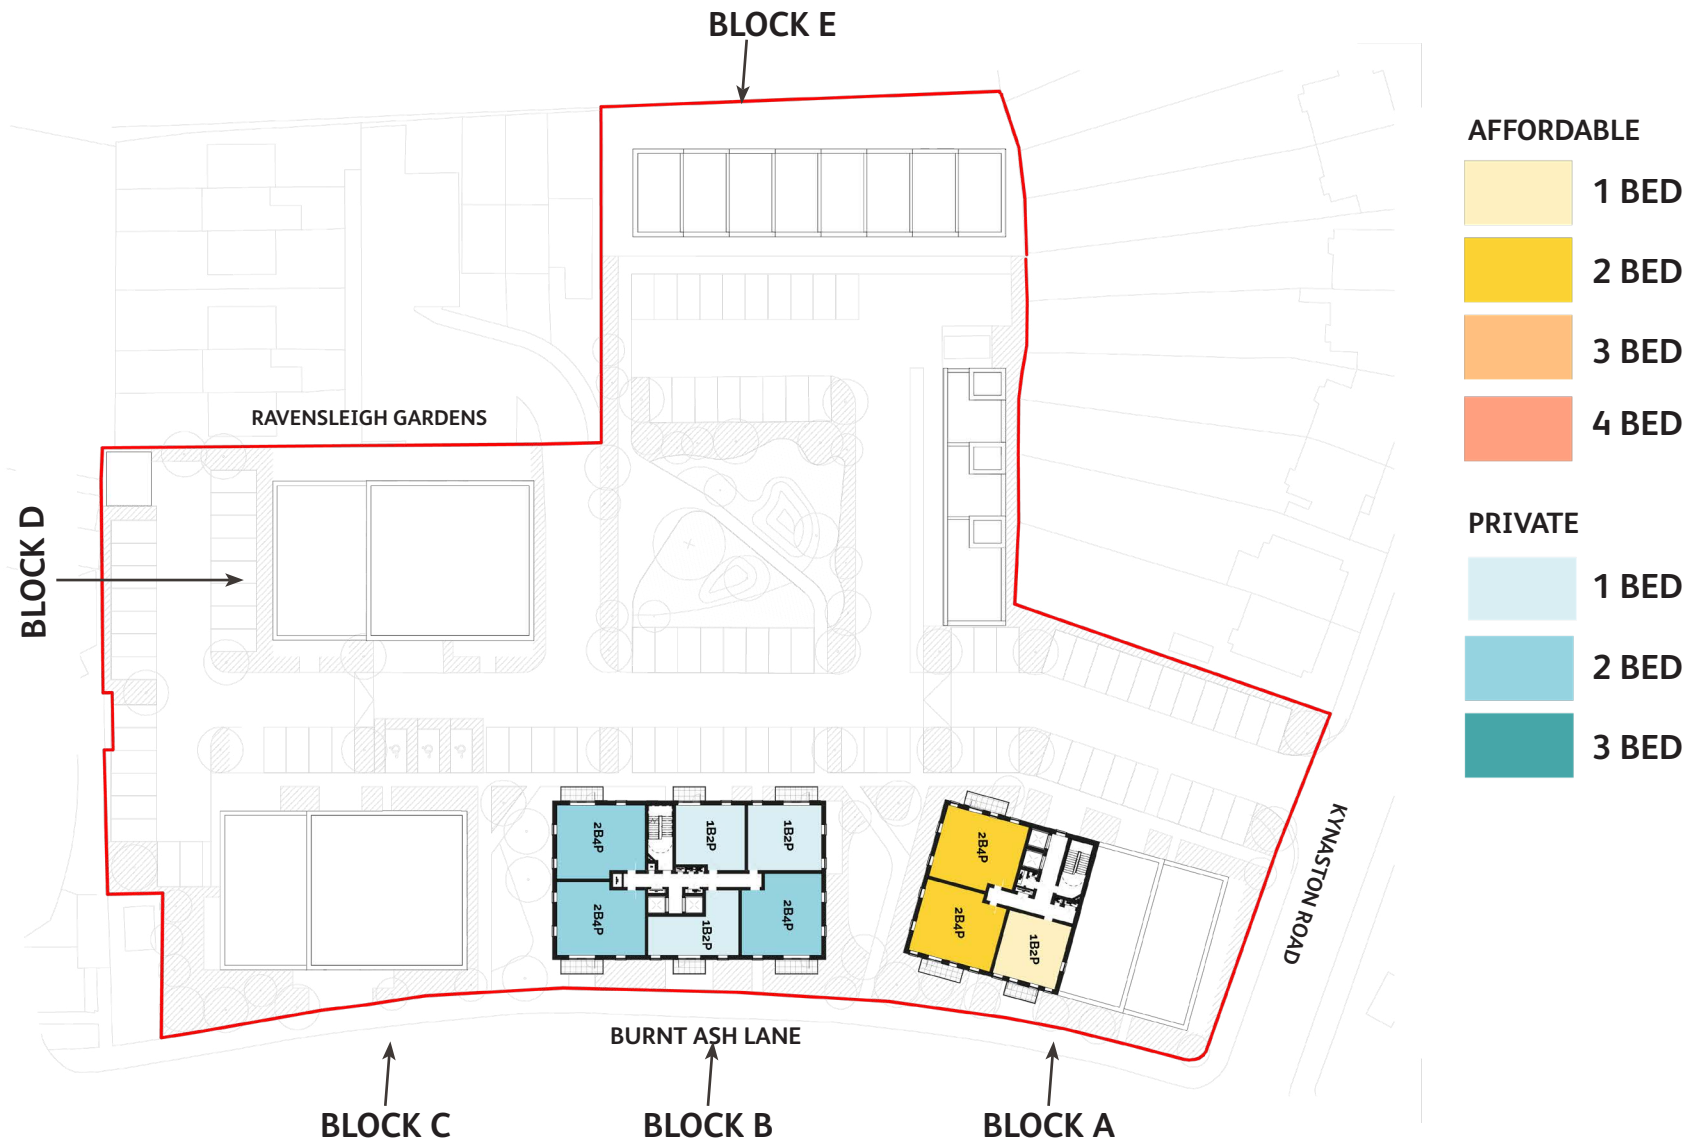 BLOCK E
AFFORDABLE
1 BED
2 BED
3 BED
4 BED
PRIVATE
1 BED
2 BED
3 BED
RAVENSLEIGH GARDENS
BLOCK D
2B4P
1B2P
1B2P
2B4P
1B2P
2B4P
2B4P
2B4P
1B2P
KYNASTON ROAD
BURNT ASH LANE
BLOCK C
BLOCK B
BLOCK A